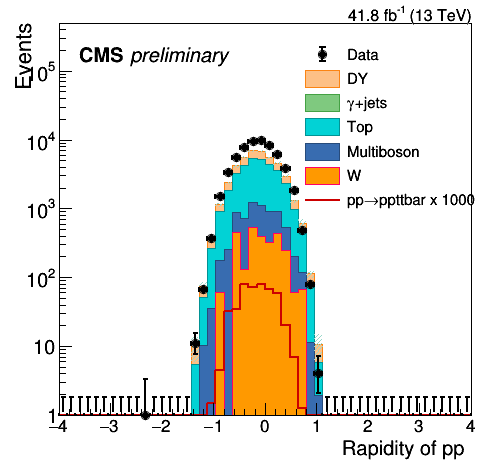 41.8 fb⁻¹ (13 TeV)
Events
CMS preliminary
Data
DY
γ+jets
Top
Multiboson
W
pp→ppttbar x 1000
10⁵
10⁴
10³
10²
10
1
−4 −3 −2 −1 0 1 2 3 4
Rapidity of pp